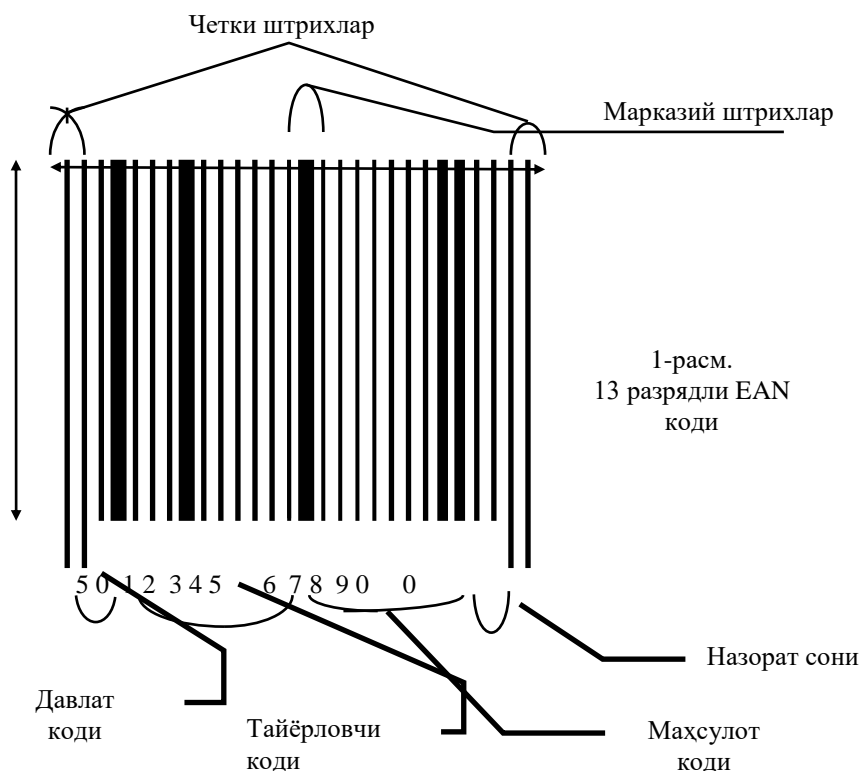 Четки штрихлар
Марказий штрихлар
1-расм.
13 разрядли EAN
коди
5 0 1 2 3 4 5 6 7 8 9 0 0
Назорат сони
Давлат
коди
Тайёрловчи
коди
Маҳсулот
коди